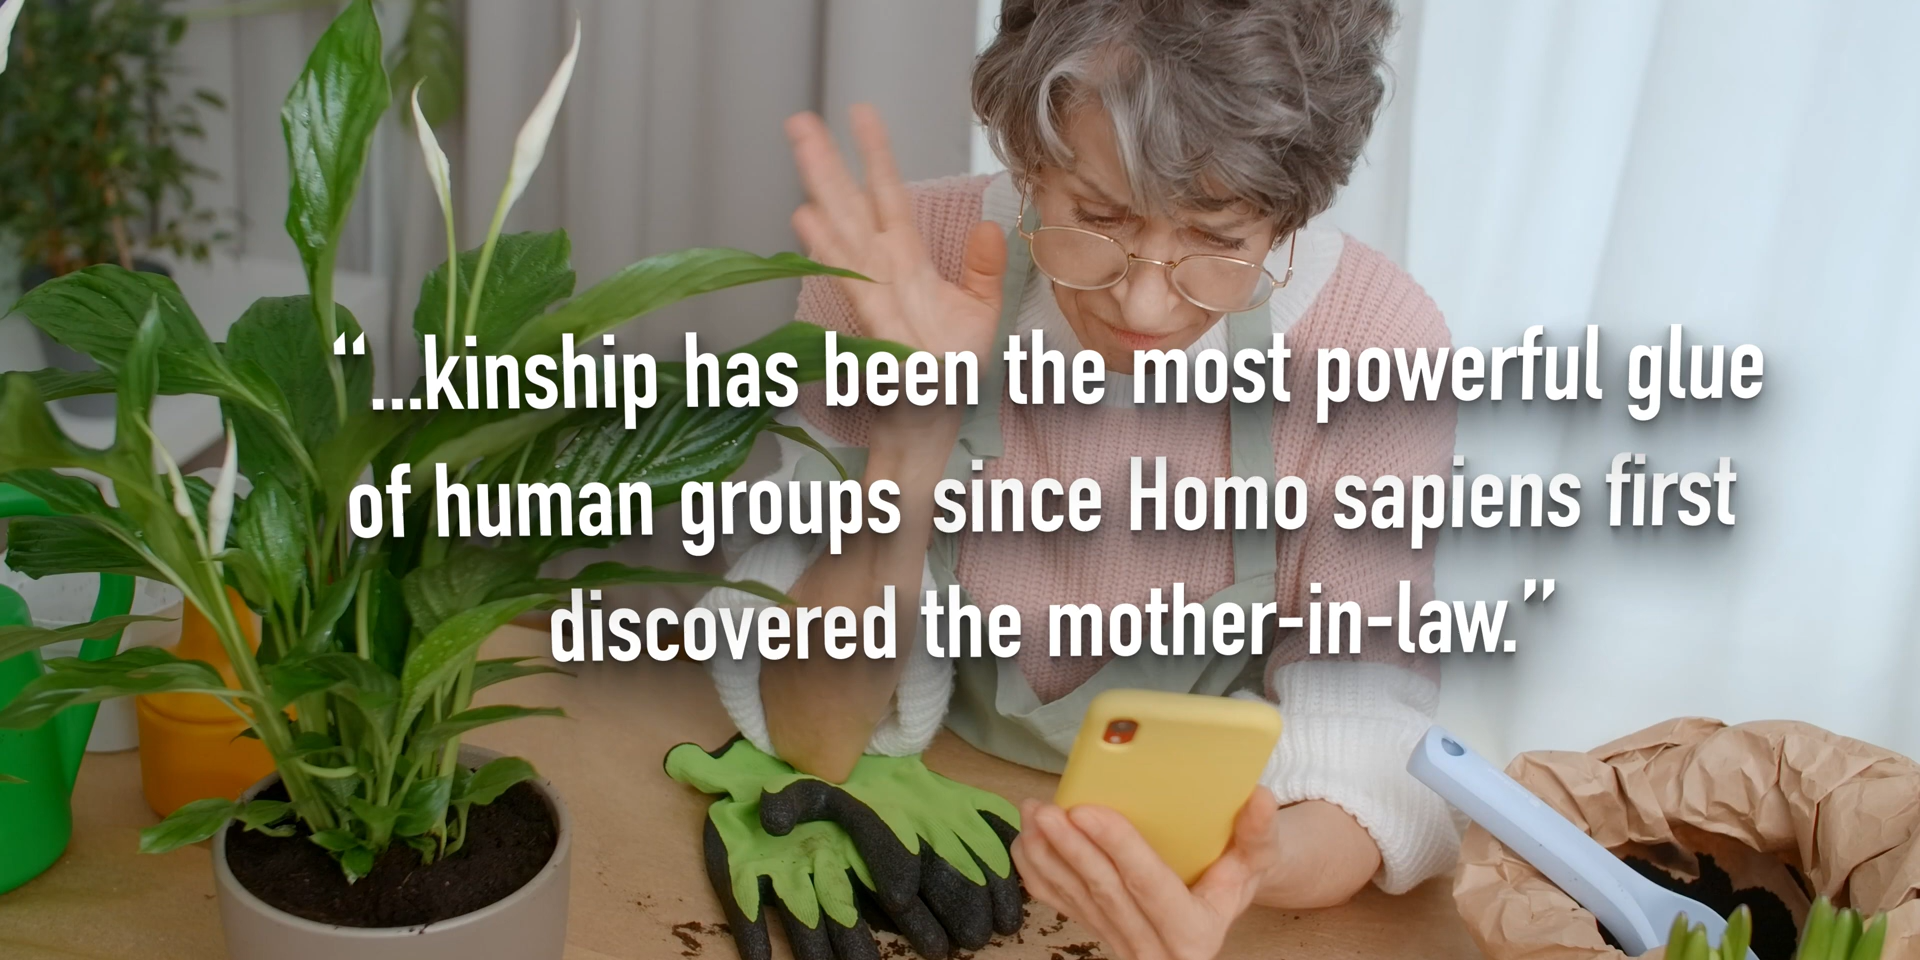 “...kinship has been the most powerful glue
of human groups since Homo sapiens first
discovered the mother-in-law.”